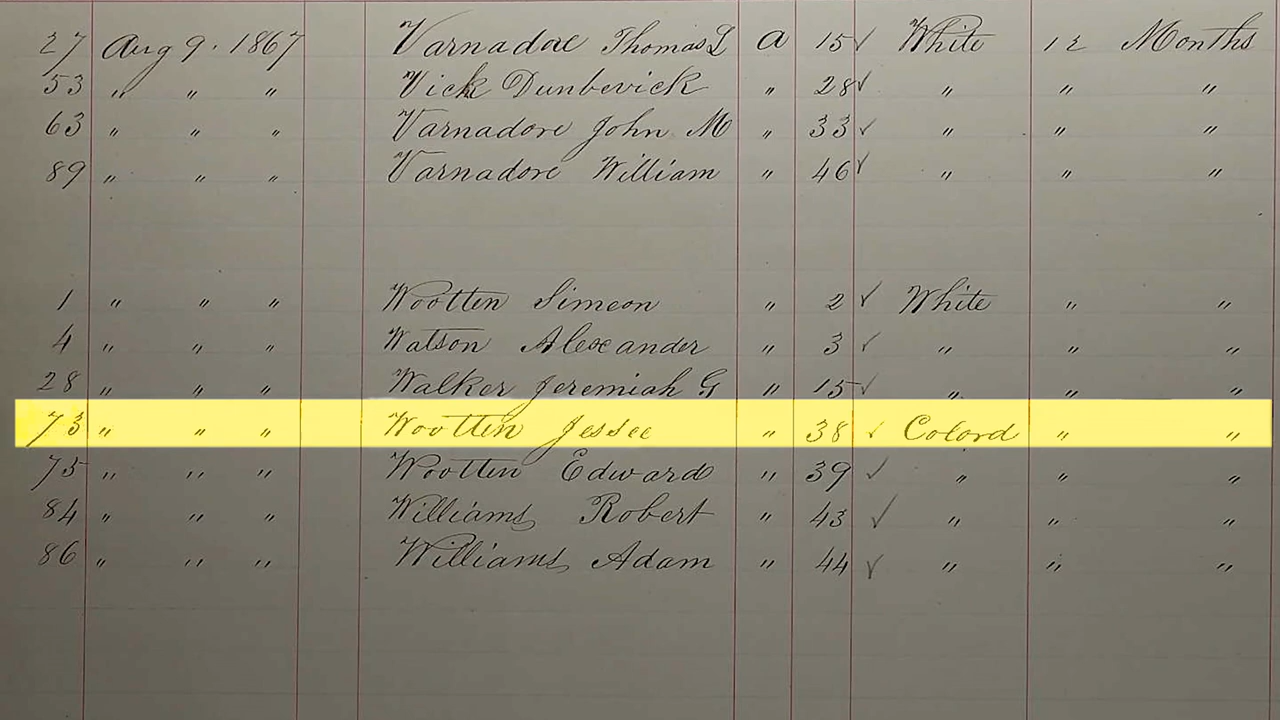 27 Aug 9. 1867 Varnadoe Thomas L A 15 ✓ White 12 Months
53 " " " Vick Dunbevick " 28 ✓ " " "
63 " " " Varnadore John M " 33 ✓ " " "
89 " " " Varnadore William " 46 ✓ " " "
1 " " " Wootten Simeon " 2 ✓ White " "
4 " " " Watson Alexander " 3 ✓ " " "
28 " " " Walker Jeremiah G " 15 ✓ " " "
73 " " " Wootten Jessee " 38 ✓ Colord " "
75 " " " Wootten Edward " 39 ✓ " " "
84 " " " Williams Robert " 43 ✓ " " "
86 " " " Williams Adam " 44 ✓ " " "